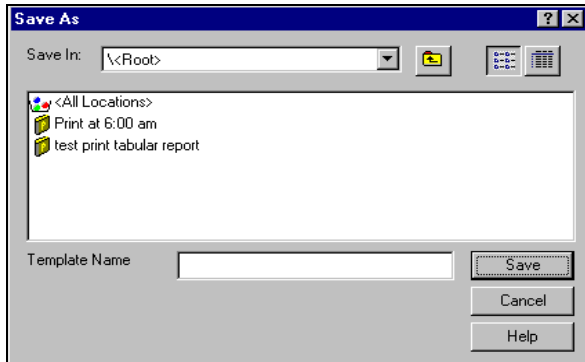 Save As
Save In: \<Root>
<All Locations>
Print at 6:00 am
test print tabular report
Template Name
Save
Cancel
Help